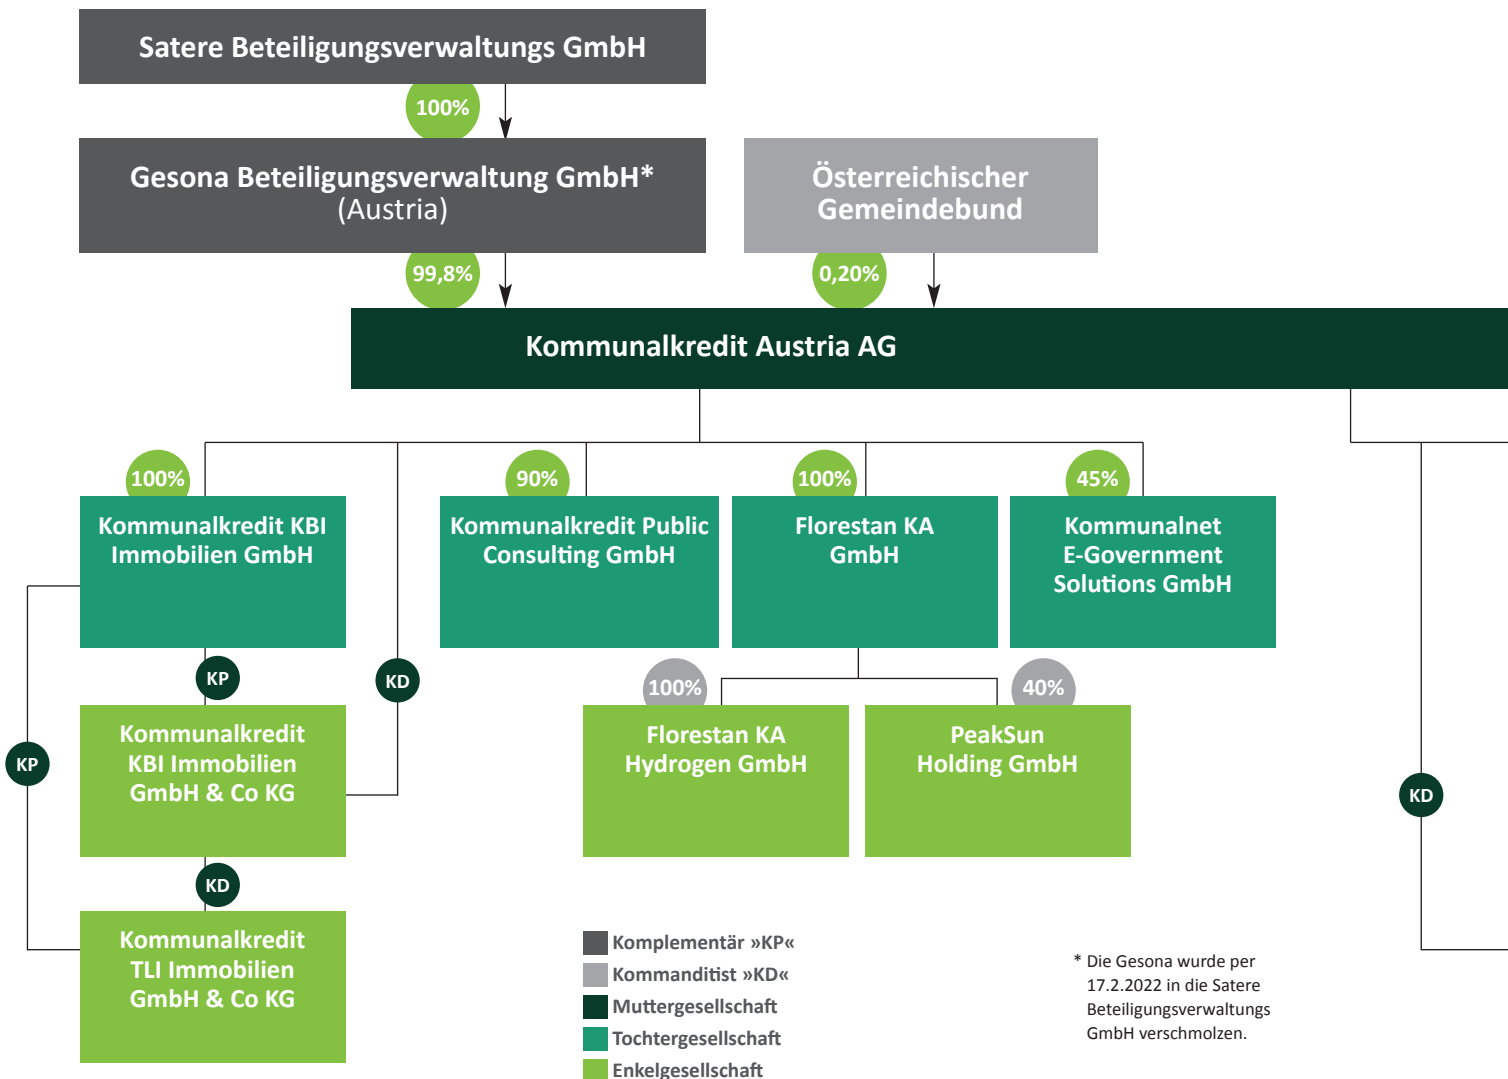 Satere Beteiligungsverwaltungs GmbH
100%
Gesona Beteiligungsverwaltung GmbH*
(Austria)
Österreichischer
Gemeindebund
99,8%
0,20%
Kommunalkredit Austria AG
100%
90%
100%
45%
Kommunalkredit KBI
Immobilien GmbH
Kommunalkredit Public
Consulting GmbH
Florestan KA
GmbH
Kommunalnet
E-Government
Solutions GmbH
KP
KD
100%
40%
Kommunalkredit
KBI Immobilien
GmbH & Co KG
Florestan KA
Hydrogen GmbH
PeakSun
Holding GmbH
KP
KD
KD
Kommunalkredit
TLI Immobilien
GmbH & Co KG
Komplementär »KP«
Kommanditist »KD«
Muttergesellschaft
Tochtergesellschaft
Enkelgesellschaft
* Die Gesona wurde per
17.2.2022 in die Satere
Beteiligungsverwaltungs
GmbH verschmolzen.